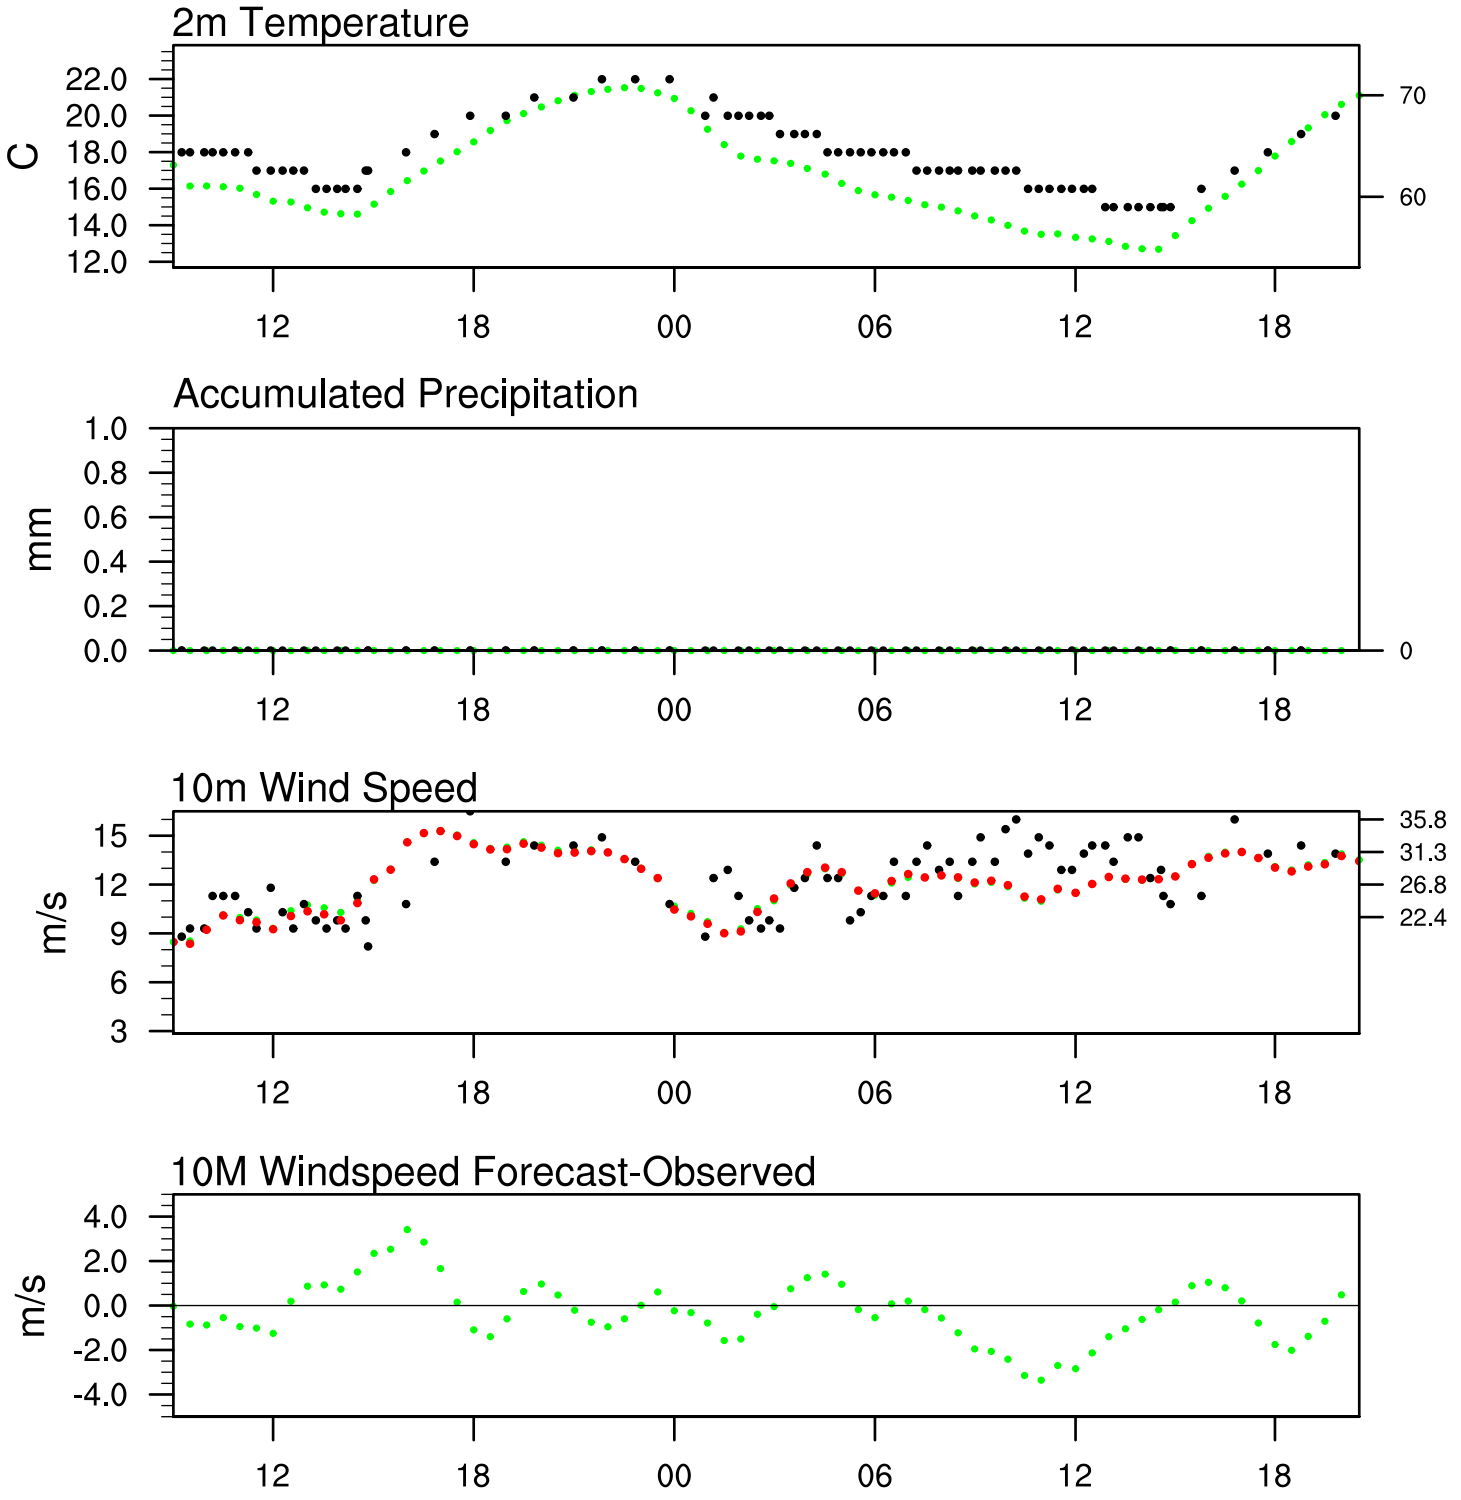 2m Temperature
22.0
20.0
18.0
16.0
14.0
12.0
C
70
60
12 18 00 06 12 18
Accumulated Precipitation
1.0
0.8
0.6
0.4
0.2
0.0
mm
0
12 18 00 06 12 18
10m Wind Speed
15
12
9
6
3
m/s
35.8
31.3
26.8
22.4
12 18 00 06 12 18
10M Windspeed Forecast-Observed
4.0
2.0
0.0
-2.0
-4.0
m/s
12 18 00 06 12 18